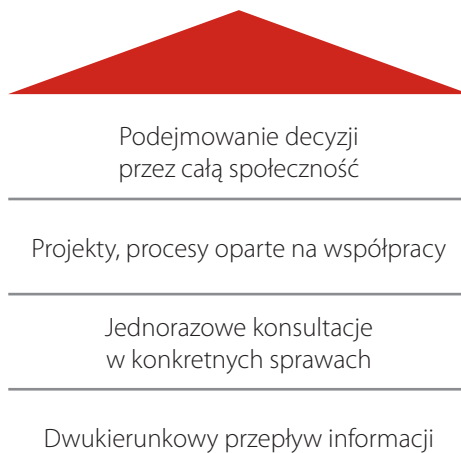 Podejmowanie decyzji
przez całą społeczność
Projekty, procesy oparte na współpracy
Jednorazowe konsultacje
w konkretnych sprawach
Dwukierunkowy przepływ informacji